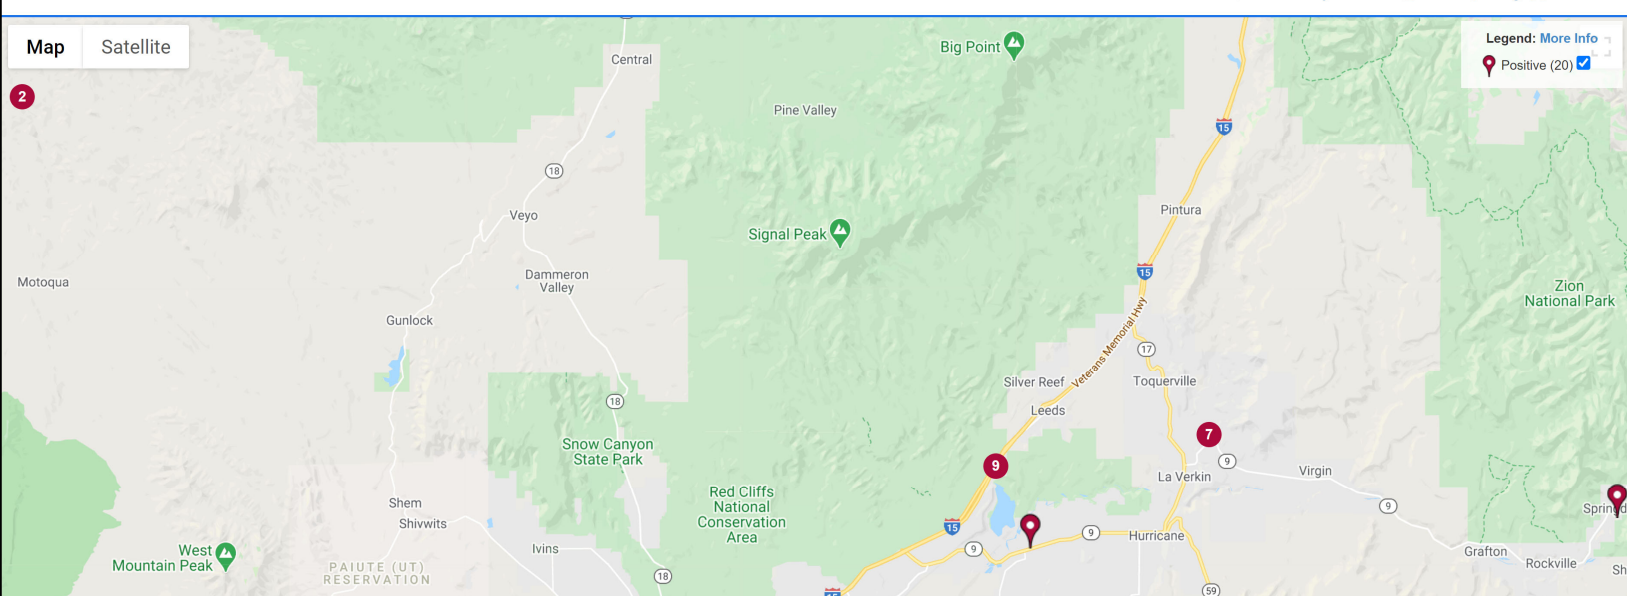 Map
Satellite
Legend: More Info
Positive (20)
2
Big Point
Central
Pine Valley
15
18
Veyo
Pintura
Signal Peak
15
Motoqua
Dammeron
Valley
Zion
National Park
Gunlock
Veterans Memorial Hwy
17
Silver Reef
Toquerville
18
Leeds
7
Snow Canyon
State Park
9
9
La Verkin
Virgin
Red Cliffs
National
Conservation
Area
Shem
Shivwits
9
Springd
15
9
9
Hurricane
Ivins
West
Mountain Peak
Grafton
Rockville
PAIUTE (UT)
RESERVATION
18
Sh
59
15